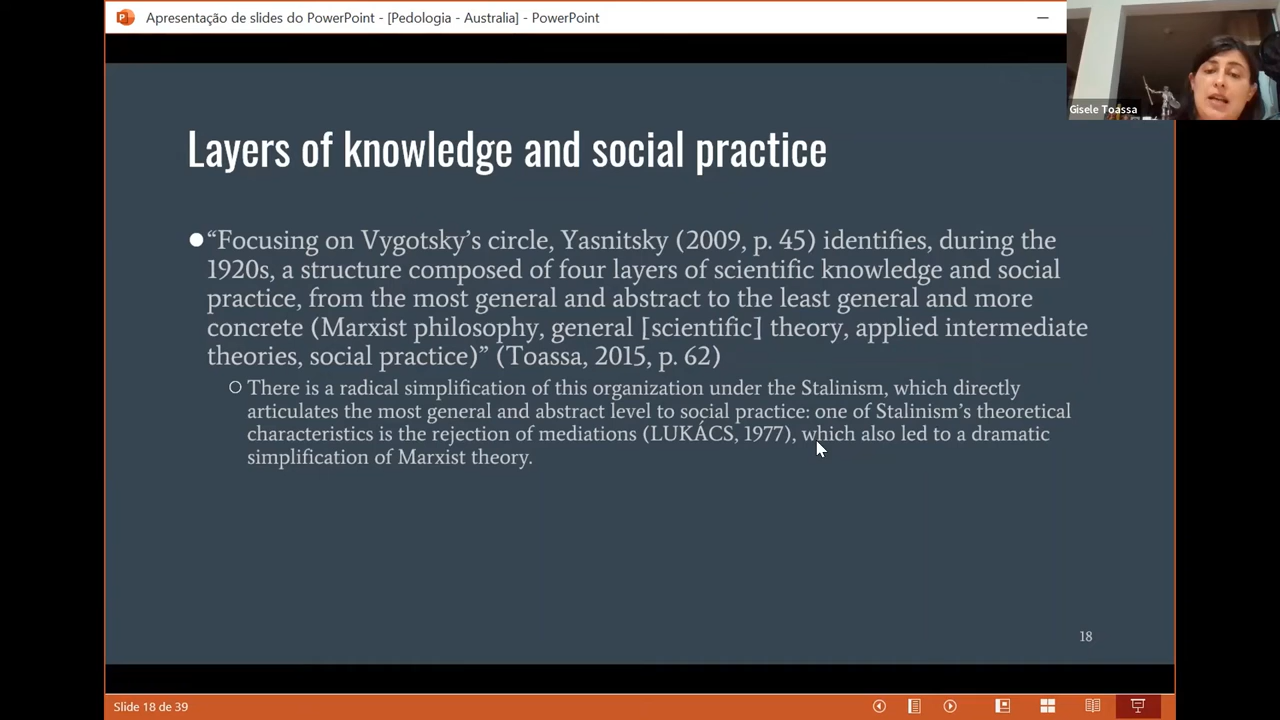 Apresentação de slides do PowerPoint - [Pedologia - Australia] - PowerPoint
Gisele Toassa
Layers of knowledge and social practice
“Focusing on Vygotsky’s circle, Yasnitsky (2009, p. 45) identifies, during the
1920s, a structure composed of four layers of scientific knowledge and social
practice, from the most general and abstract to the least general and more
concrete (Marxist philosophy, general [scientific] theory, applied intermediate
theories, social practice)” (Toassa, 2015, p. 62)
There is a radical simplification of this organization under the Stalinism, which directly
articulates the most general and abstract level to social practice: one of Stalinism’s theoretical
characteristics is the rejection of mediations (LUKÁCS, 1977), which also led to a dramatic
simplification of Marxist theory.
18
Slide 18 de 39